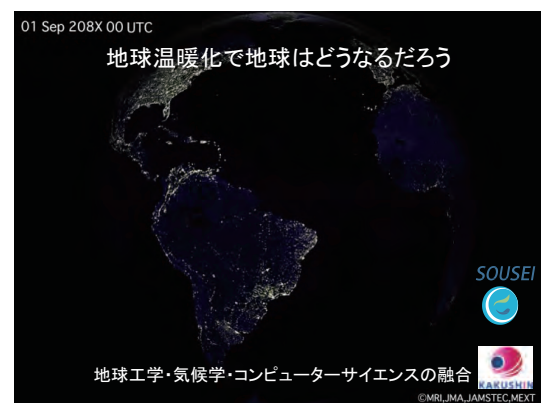 01 Sep 208X 00 UTC
地球温暖化で地球はどうなるだろう
SOUSEI
地球工学・気候学・コンピューターサイエンスの融合
KAKUSHIN
©MRI,JMA,JAMSTEC,MEXT